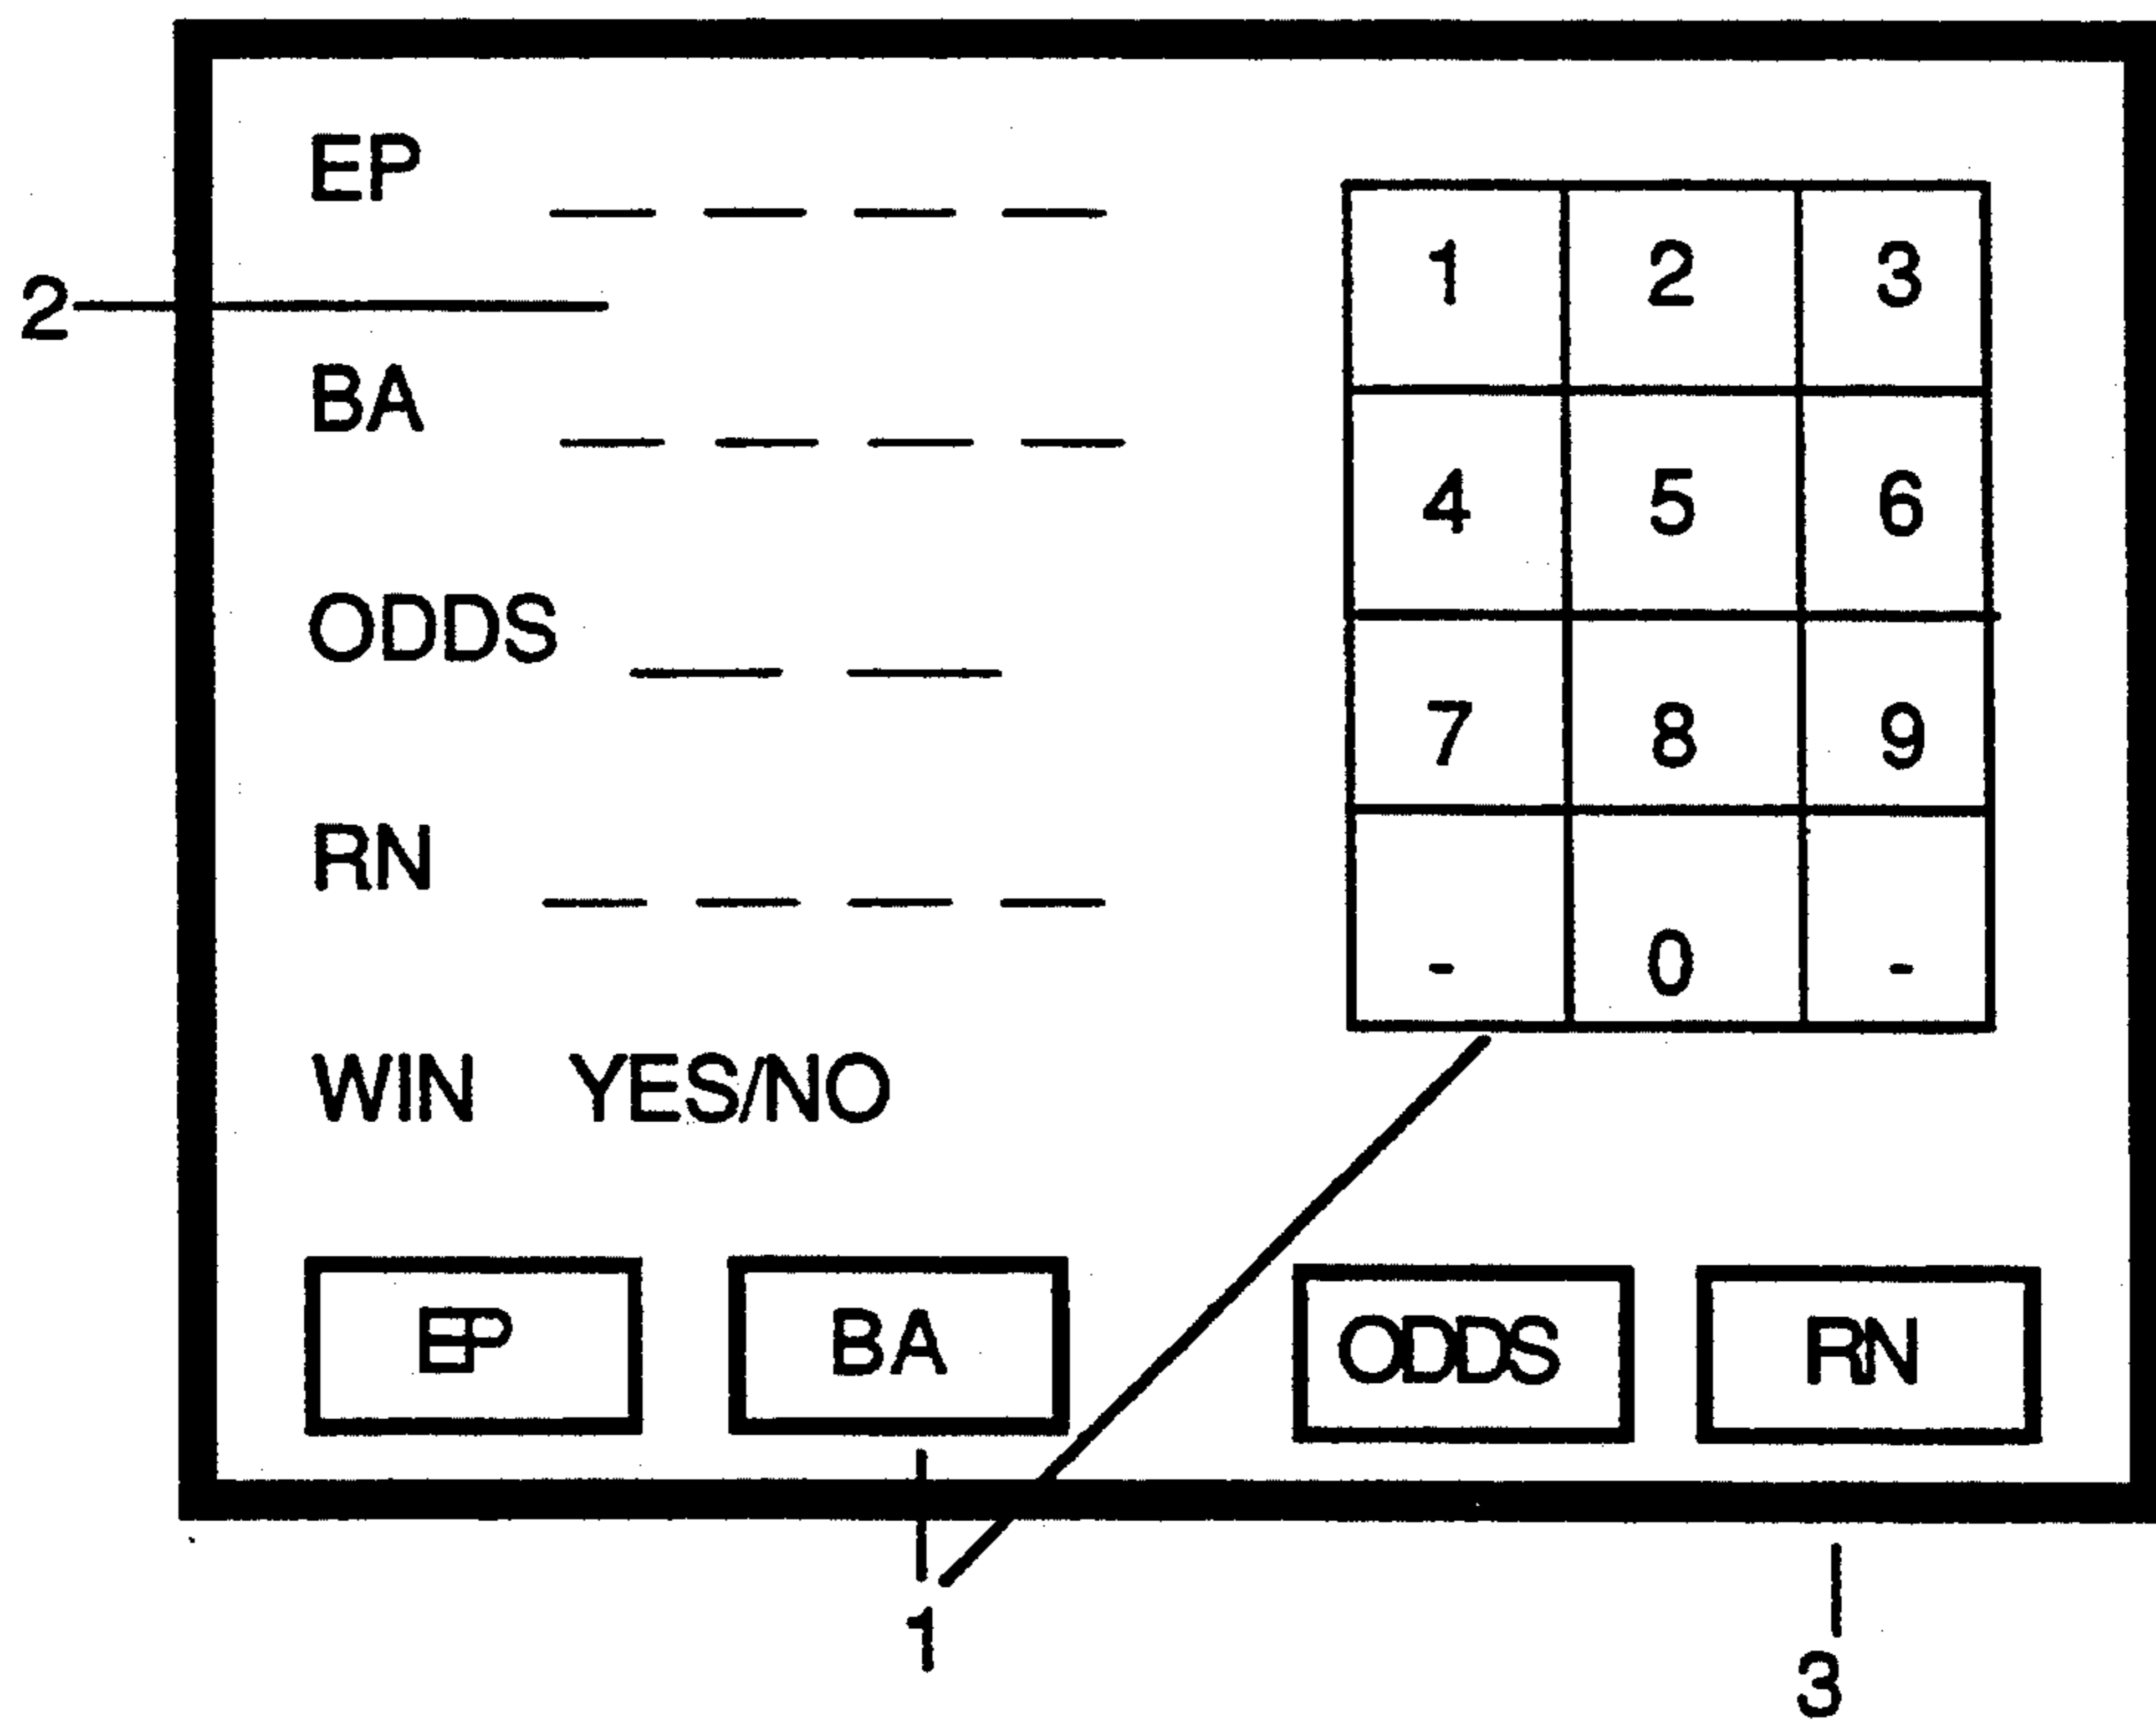 EP _ _ _ _
1 2 3
2
BA _ _ _ _
4 5 6
ODDS _ _
7 8 9
RN _ _ _ _
- 0 -
WIN YES/NO
EP BA ODDS RN
1
3